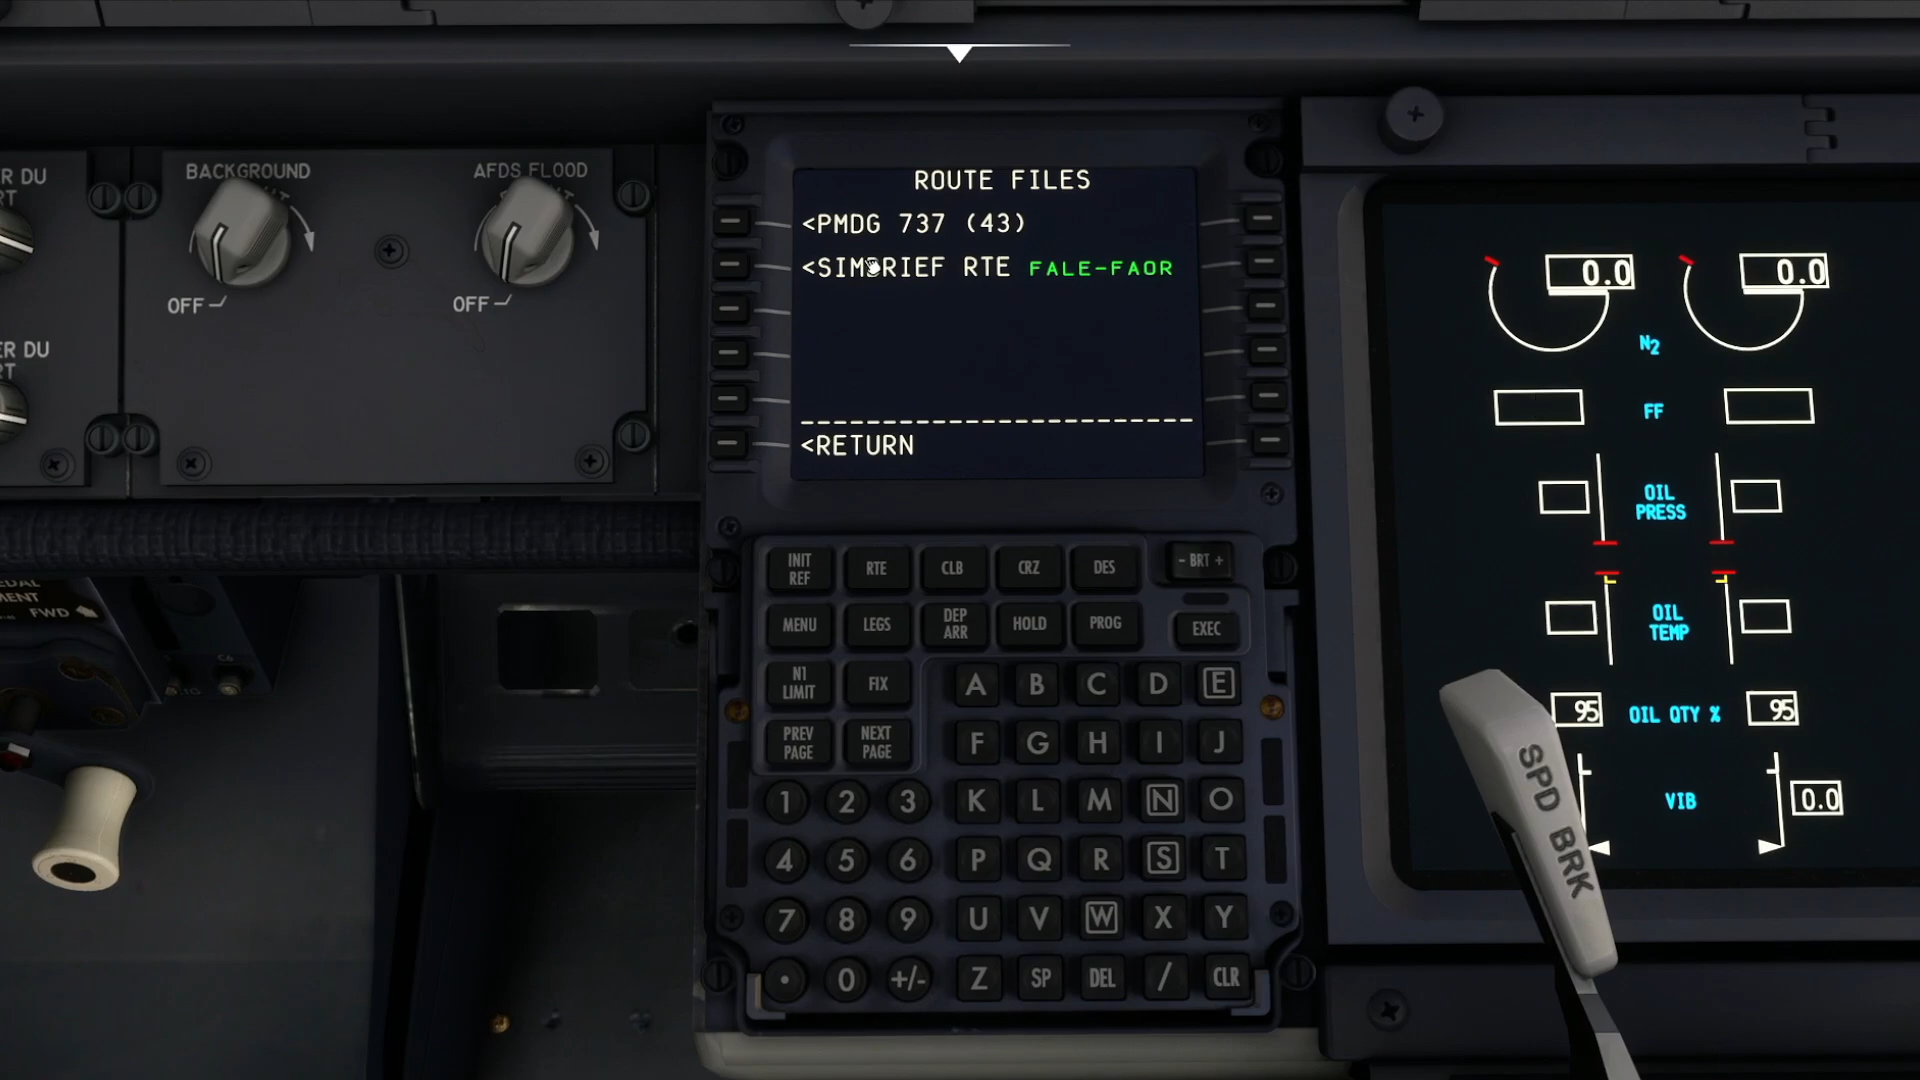 BACKGROUND
AFDS FLOOD
OFF
OFF
ER DU
RT
ER DU
RT
FWD
ROUTE FILES
<PMDG 737 (43)
<SIMBRIEF RTE FALE-FAOR
<RETURN
INIT REF
RTE
CLB
CRZ
DES
- BRT +
MENU
LEGS
DEP ARR
HOLD
PROG
EXEC
N1 LIMIT
FIX
PREV PAGE
NEXT PAGE
A B C D E
F G H I J
1 2 3 K L M N O
4 5 6 P Q R S T
7 8 9 U V W X Y
. 0 +/- Z SP DEL / CLR
0.0 0.0
N2
FF
OIL
PRESS
OIL
TEMP
95 OIL QTY % 95
VIB 0.0
SPD BRK